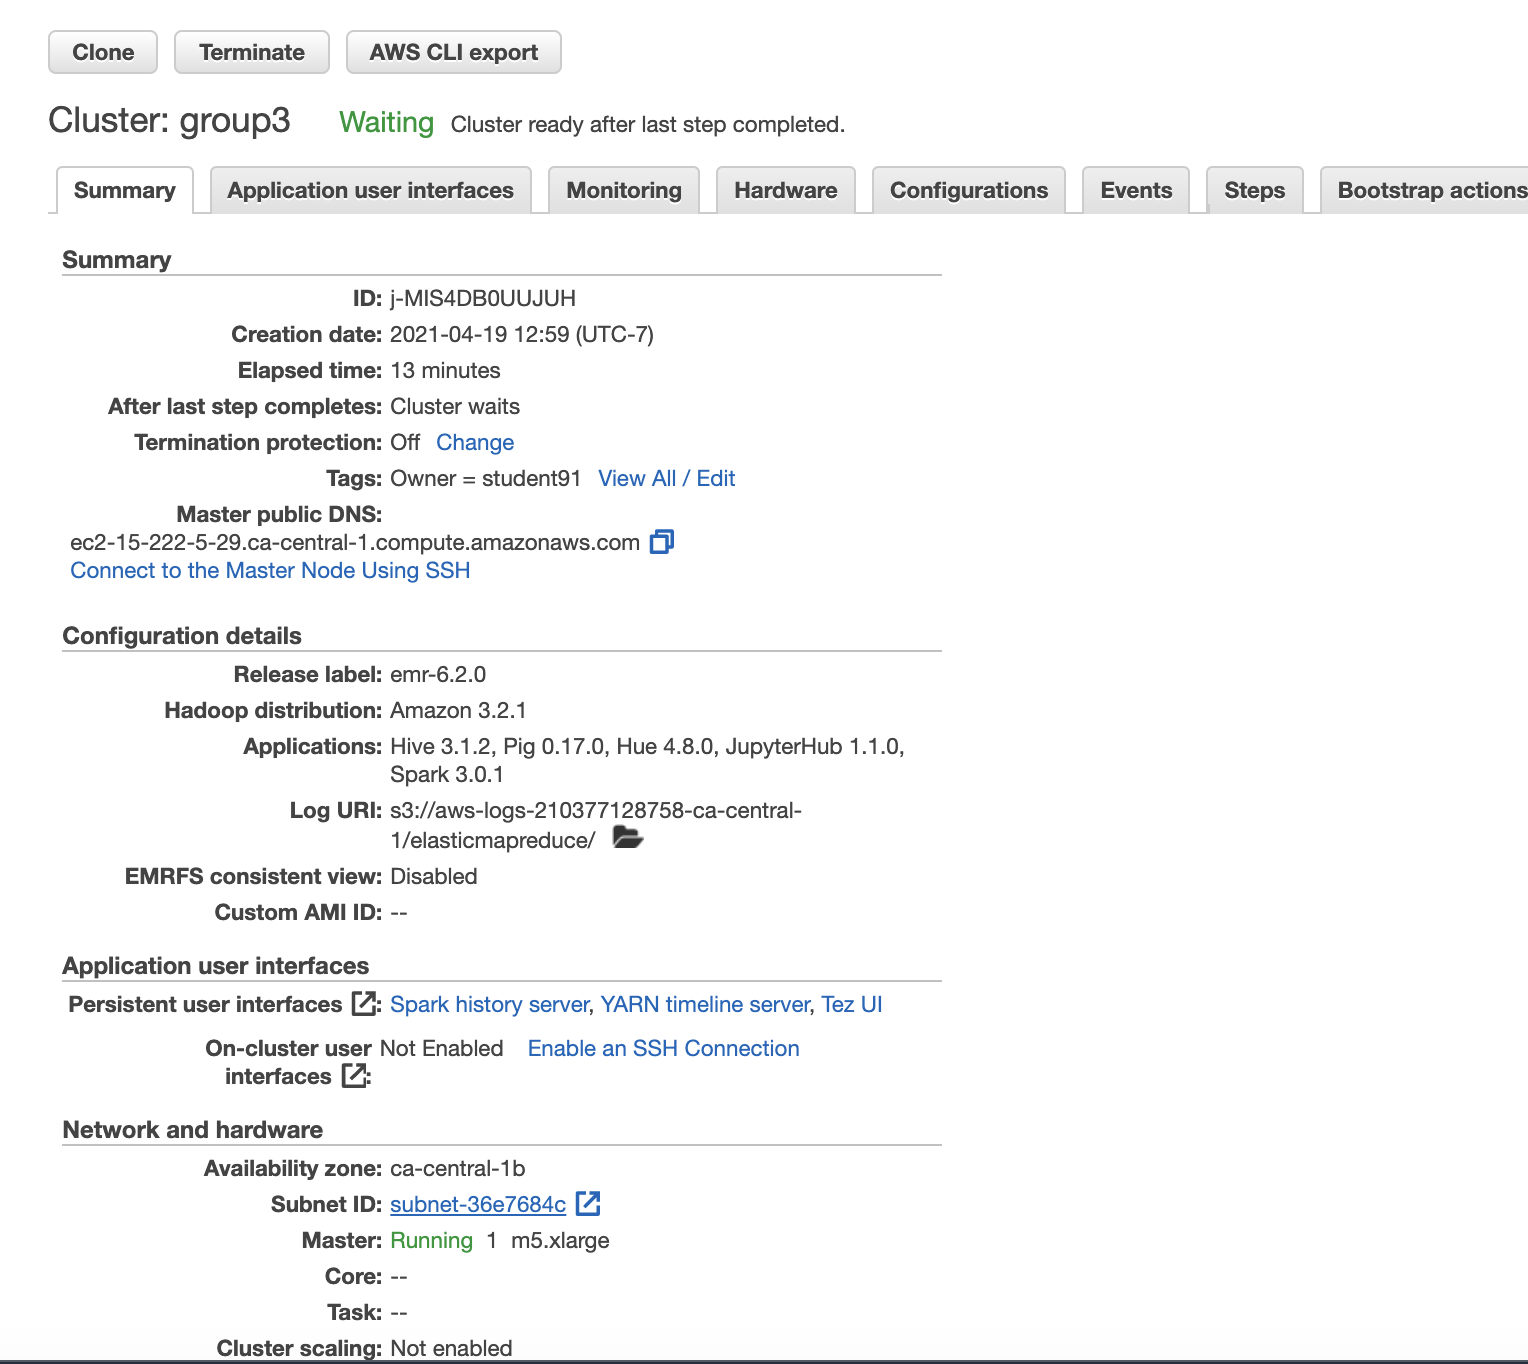 Clone Terminate AWS CLI export
Cluster: group3 Waiting Cluster ready after last step completed.
Summary Application user interfaces Monitoring Hardware Configurations Events Steps Bootstrap actions
Summary
ID: j-MIS4DB0UUJUH
Creation date: 2021-04-19 12:59 (UTC-7)
Elapsed time: 13 minutes
After last step completes: Cluster waits
Termination protection: Off Change
Tags: Owner = student91 View All / Edit
Master public DNS:
ec2-15-222-5-29.ca-central-1.compute.amazonaws.com
Connect to the Master Node Using SSH
Configuration details
Release label: emr-6.2.0
Hadoop distribution: Amazon 3.2.1
Applications: Hive 3.1.2, Pig 0.17.0, Hue 4.8.0, JupyterHub 1.1.0,
Spark 3.0.1
Log URI: s3://aws-logs-210377128758-ca-central-
1/elasticmapreduce/
EMRFS consistent view: Disabled
Custom AMI ID: --
Application user interfaces
Persistent user interfaces : Spark history server, YARN timeline server, Tez UI
On-cluster user Not Enabled Enable an SSH Connection
interfaces :
Network and hardware
Availability zone: ca-central-1b
Subnet ID: subnet-36e7684c
Master: Running 1 m5.xlarge
Core: --
Task: --
Cluster scaling: Not enabled